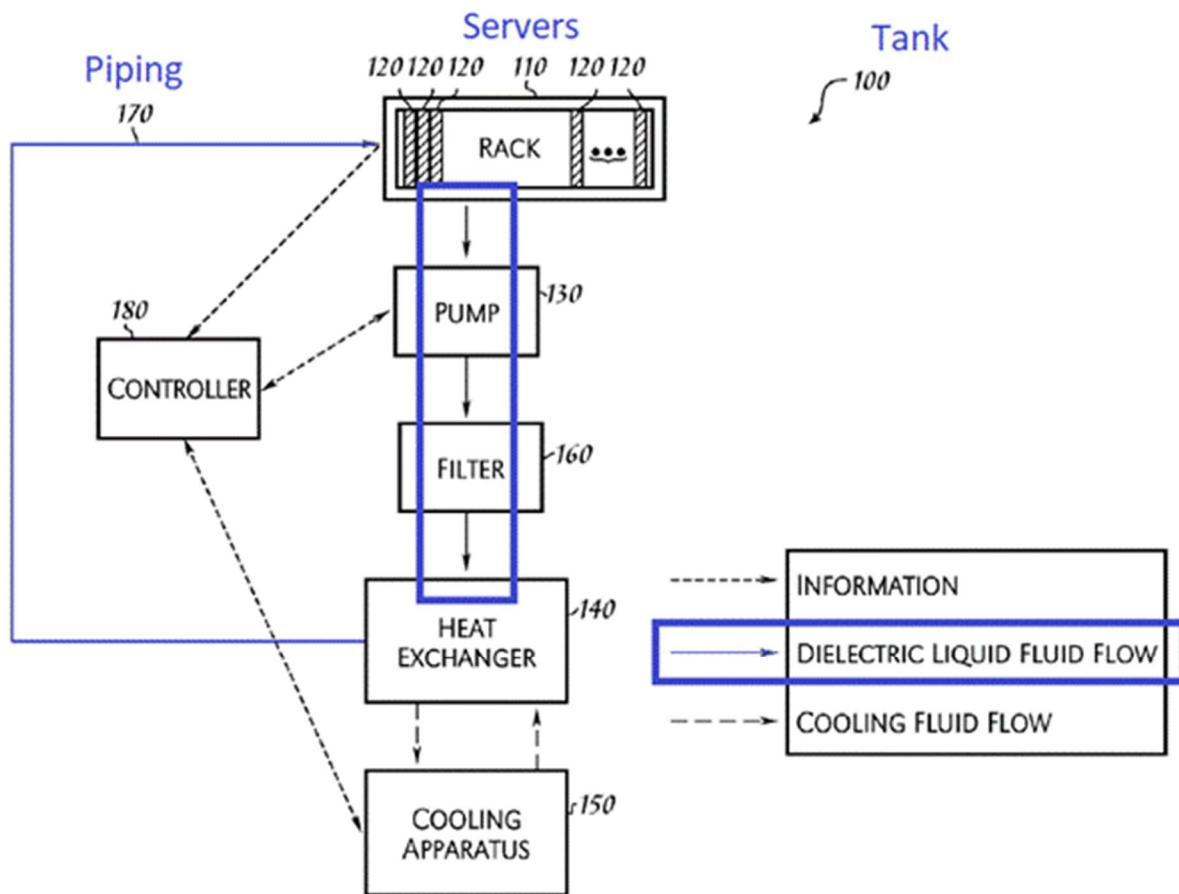 Servers
Tank
Piping
120 120 120 110 120 120
100
170
RACK
130
PUMP
180
CONTROLLER
160
FILTER
140
HEAT
EXCHANGER
INFORMATION
DIELECTRIC LIQUID FLUID FLOW
COOLING FLUID FLOW
150
COOLING
APPARATUS